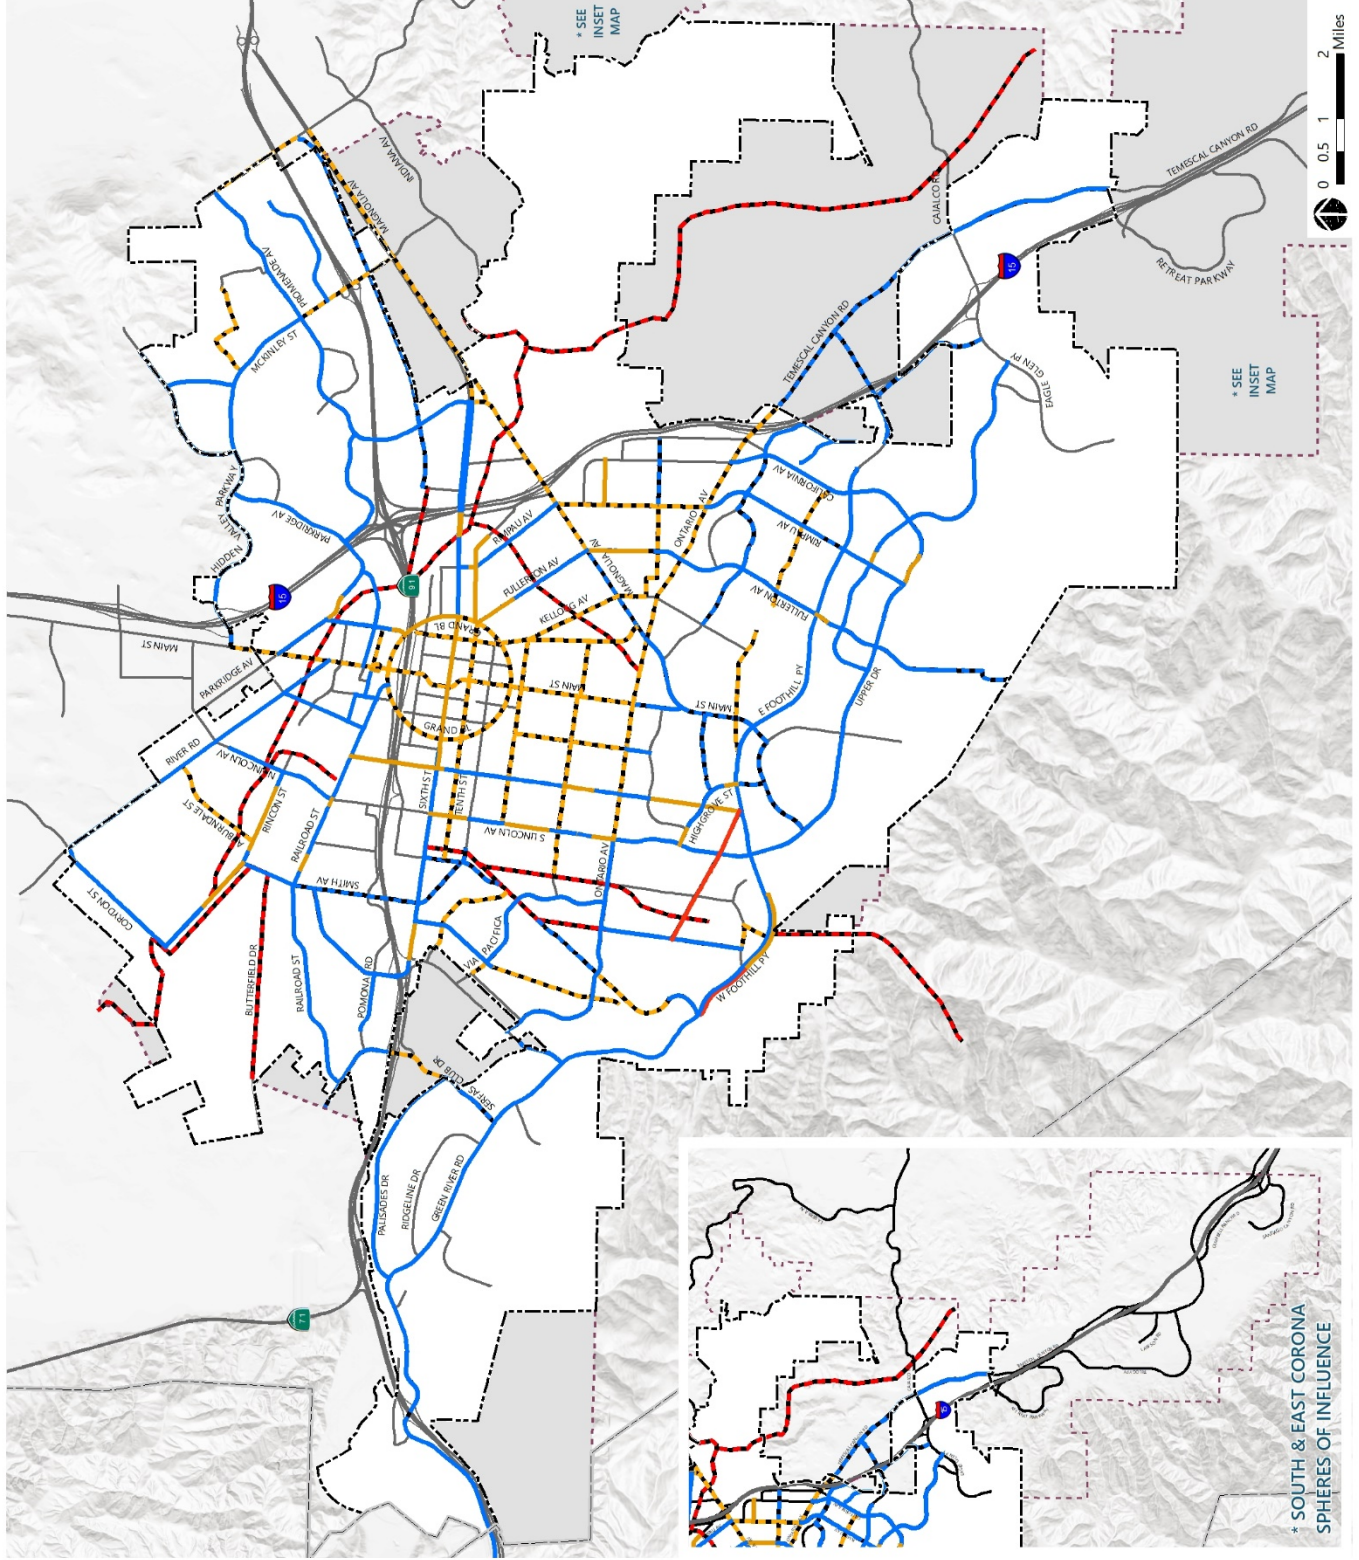 * SEE
INSET
MAP
INDIANA AV
MAGNOLIA AV
PROMENADE AV
MCKINLEY ST
HIDDEN VALLEY PARKWAY
PARKRIDGE AV
15
91
MAIN ST
PARKRIDGE AV
RIVER RD
N LINCOLN AV
AUBURNDALE ST
RINCON ST
RAILROAD ST
CORYDON ST
SMITH AV
BUTTERFIELD DR
RAILROAD ST
POMONA RD
VIA PACIFICA
SERFAS CLUB DR
PALISADES DR
RIDGELINE DR
GREEN RIVER RD
71
GRAND BL
GRAND BL
SIXTH ST
TENTH ST
S LINCOLN AV
ONTARIO AV
HIGHGROVE ST
W FOOTHILL PY
MAIN ST
MAIN ST
RIMPAU AV
FULLERTON AV
KELLOGG AV
MAGNOLIA AV
ONTARIO AV
CALIFORNIA AV
RIMPAU AV
FULLERTON AV
E FOOTHILL PY
UPPER DR
TEMESCAL CANYON RD
CAJALCO RD
15
EAGLE GLEN PY
TEMESCAL CANYON RD
RETREAT PARKWAY
* SEE
INSET
MAP
0 0.5 1 2
Miles
15
* SOUTH & EAST CORONA
SPHERES OF INFLUENCE